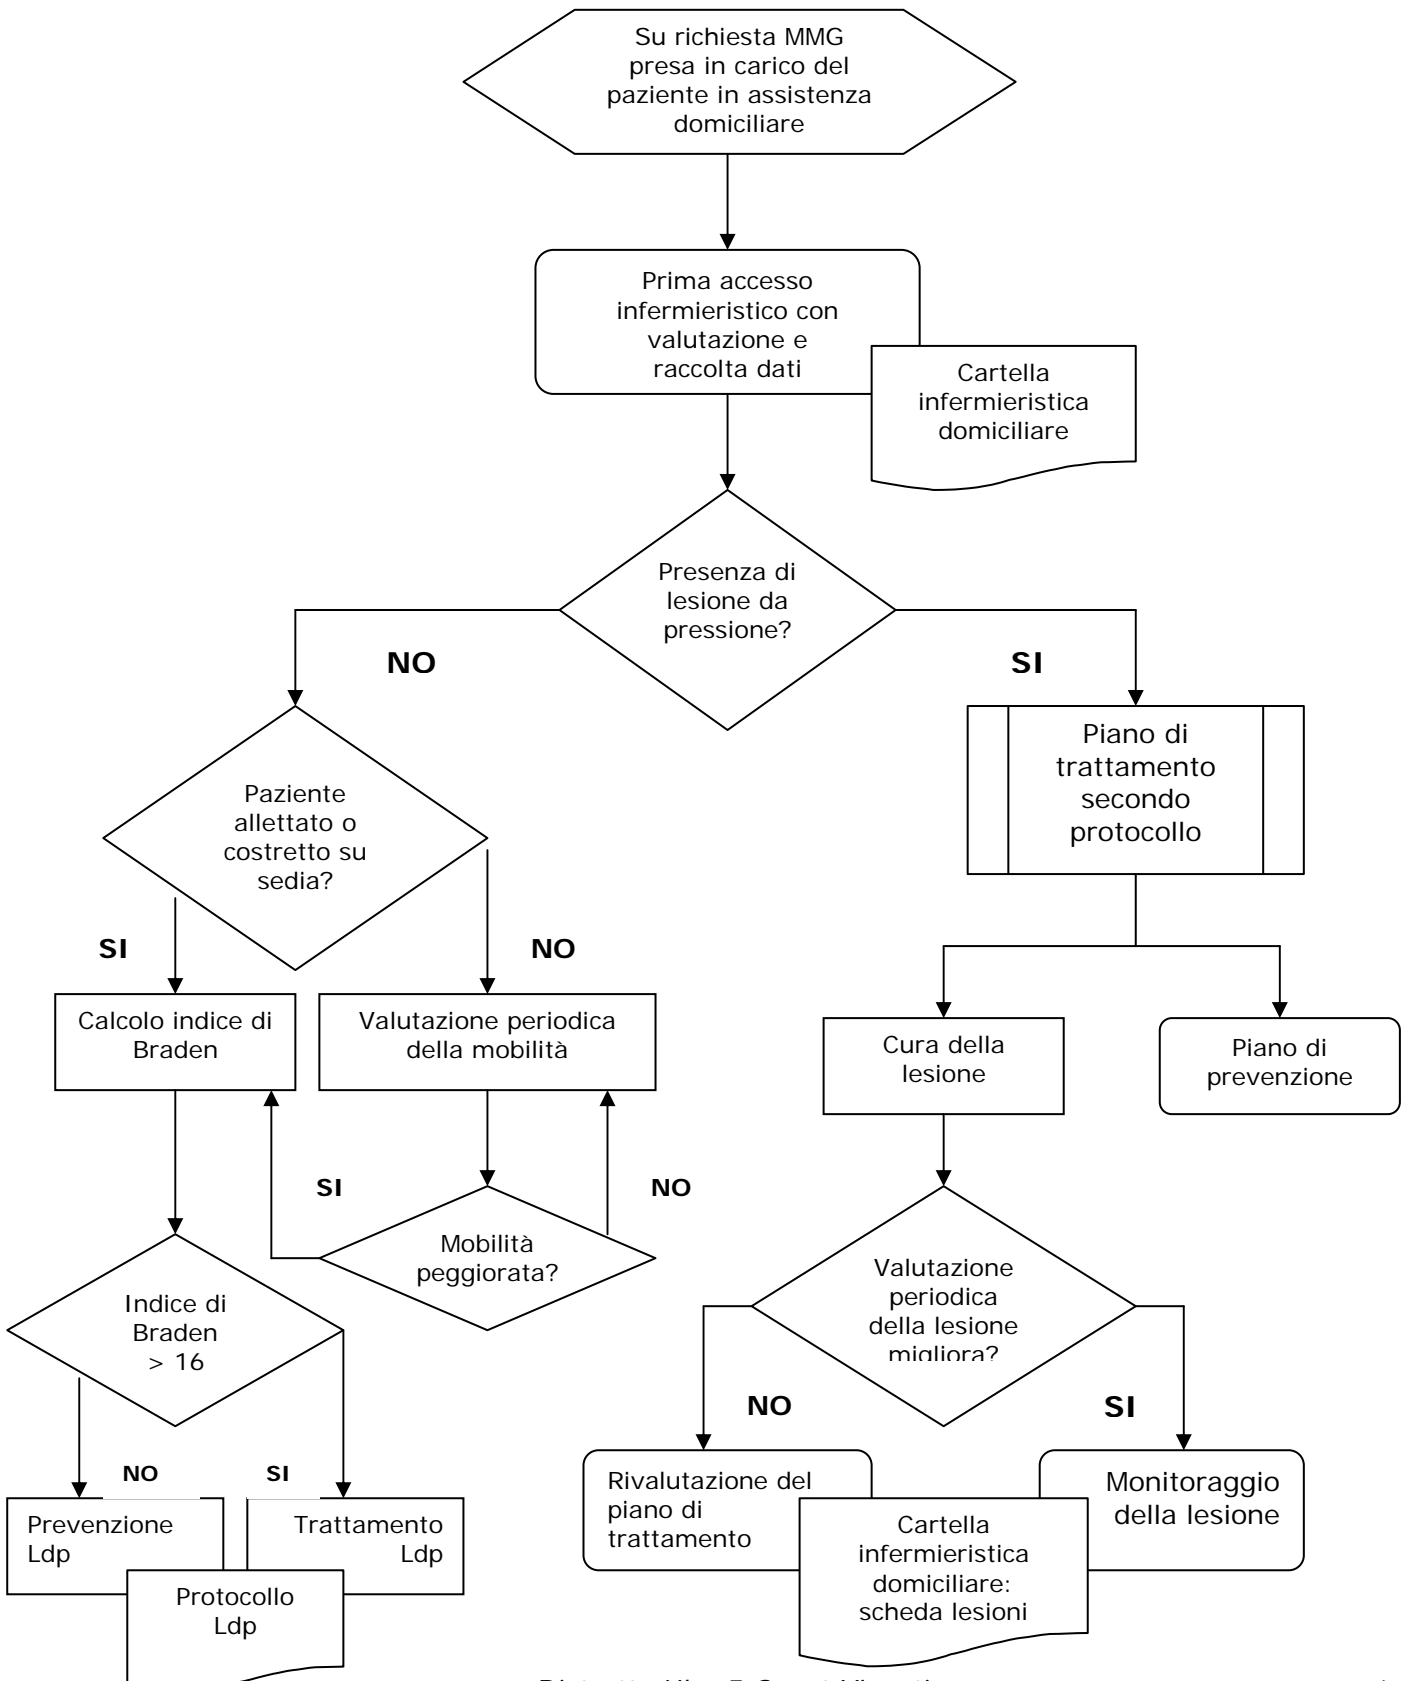 Su richiesta MMG
presa in carico del
paziente in assistenza
domiciliare
Prima accesso
infermieristico con
valutazione e
raccolta dati
Cartella
infermieristica
domiciliare
Presenza di
lesione da
pressione?
NO
SI
Paziente
allettato o
costretto su
sedia?
Piano di
trattamento
secondo
protocollo
SI
NO
Calcolo indice di
Braden
Valutazione periodica
della mobilità
Cura della
lesione
Piano di
prevenzione
SI
NO
Mobilità
peggiorata?
Indice di
Braden
> 16
Valutazione
periodica
della lesione
migliora?
NO
SI
NO
SI
Prevenzione
Ldp
Trattamento
Ldp
Protocollo
Ldp
Rivalutazione del
piano di
trattamento
Monitoraggio
della lesione
Cartella
infermieristica
domiciliare:
scheda lesioni